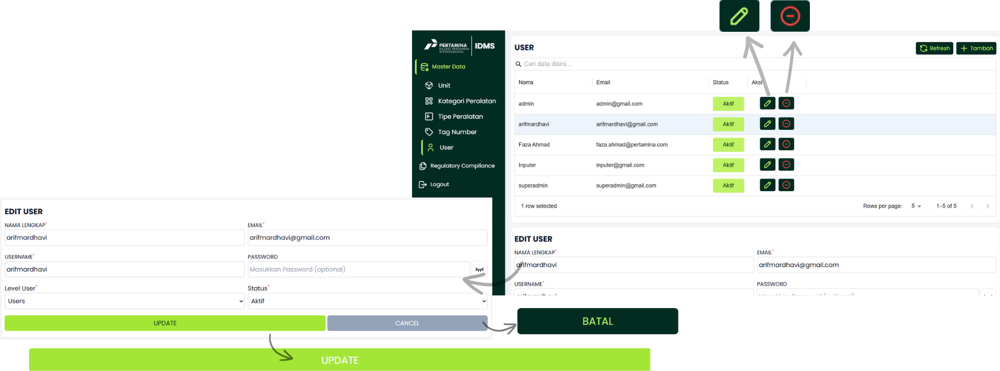 PERTAMINA
KILANG PERTAMINA
INTERNASIONAL
IDMS
Master Data
Unit
Kategori Peralatan
Tipe Peralatan
Tag Number
User
Regulatory Compliance
Logout
USER
Refresh
Tambah
Cari data disini...
Nama Email Status Aksi
admin admin@gmail.com Aktif
arifmardhavi arifmardhavi@gmail.com Aktif
Faza Ahmad faza.ahmad@pertamina.com Aktif
Inputer inputer@gmail.com Aktif
superadmin superadmin@gmail.com Aktif
1 row selected Rows per page: 5 1–5 of 5
EDIT USER
NAMA LENGKAP* EMAIL*
arifmardhavi arifmardhavi@gmail.com
USERNAME* PASSWORD
EDIT USER
NAMA LENGKAP* EMAIL*
arifmardhavi arifmardhavi@gmail.com
USERNAME* PASSWORD
arifmardhavi Masukkan Password (optional)
Level User* Status*
Users Aktif
UPDATE CANCEL
BATAL
UPDATE